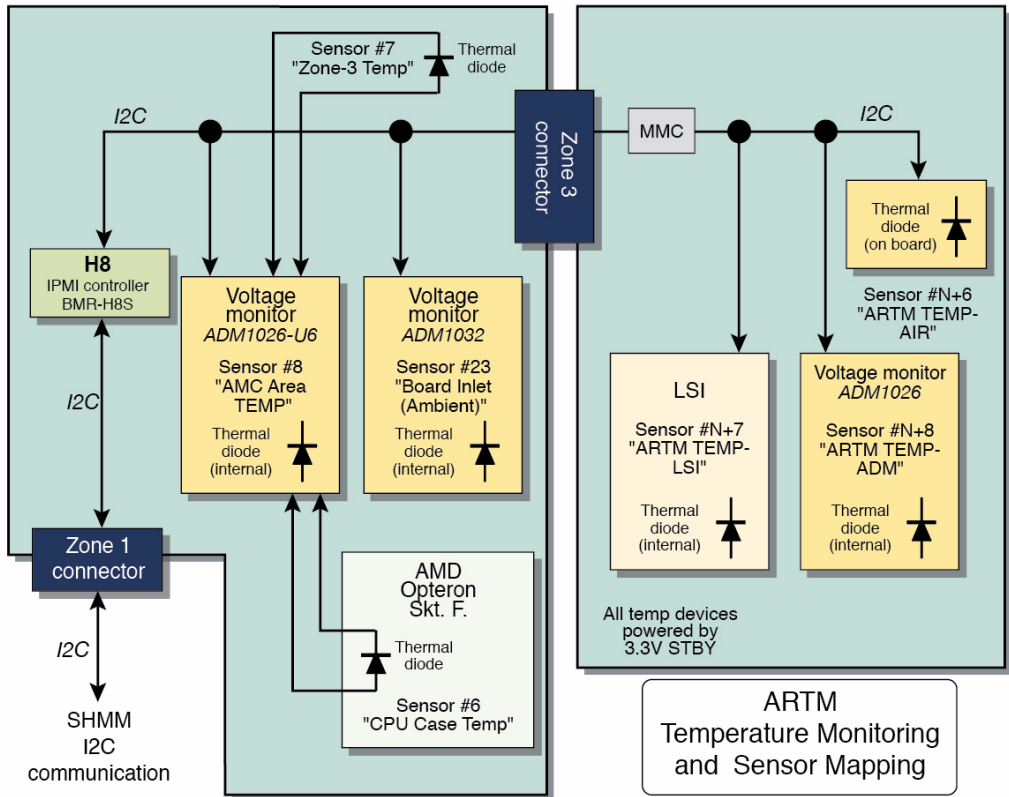 Sensor #7
"Zone-3 Temp"
Thermal
diode
I2C
Zone 3
connector
MMC
I2C
Thermal
diode
(on board)
Sensor #N+6
"ARTM TEMP-
AIR"
H8
IPMI controller
BMR-H8S
Voltage
monitor
ADM1026-U6
Sensor #8
"AMC Area
TEMP"
Thermal
diode
(internal)
Voltage
monitor
ADM1032
Sensor #23
"Board Inlet
(Ambient)"
Thermal
diode
(internal)
LSI
Sensor #N+7
"ARTM TEMP-
LSI"
Thermal
diode
(internal)
Voltage monitor
ADM1026
Sensor #N+8
"ARTM TEMP-
ADM"
Thermal
diode
(internal)
I2C
Zone 1
connector
I2C
SHMM
I2C
communication
AMD
Opteron
Skt. F.
Thermal
diode
Sensor #6
"CPU Case Temp"
All temp devices
powered by
3.3V STBY
ARTM
Temperature Monitoring
and Sensor Mapping